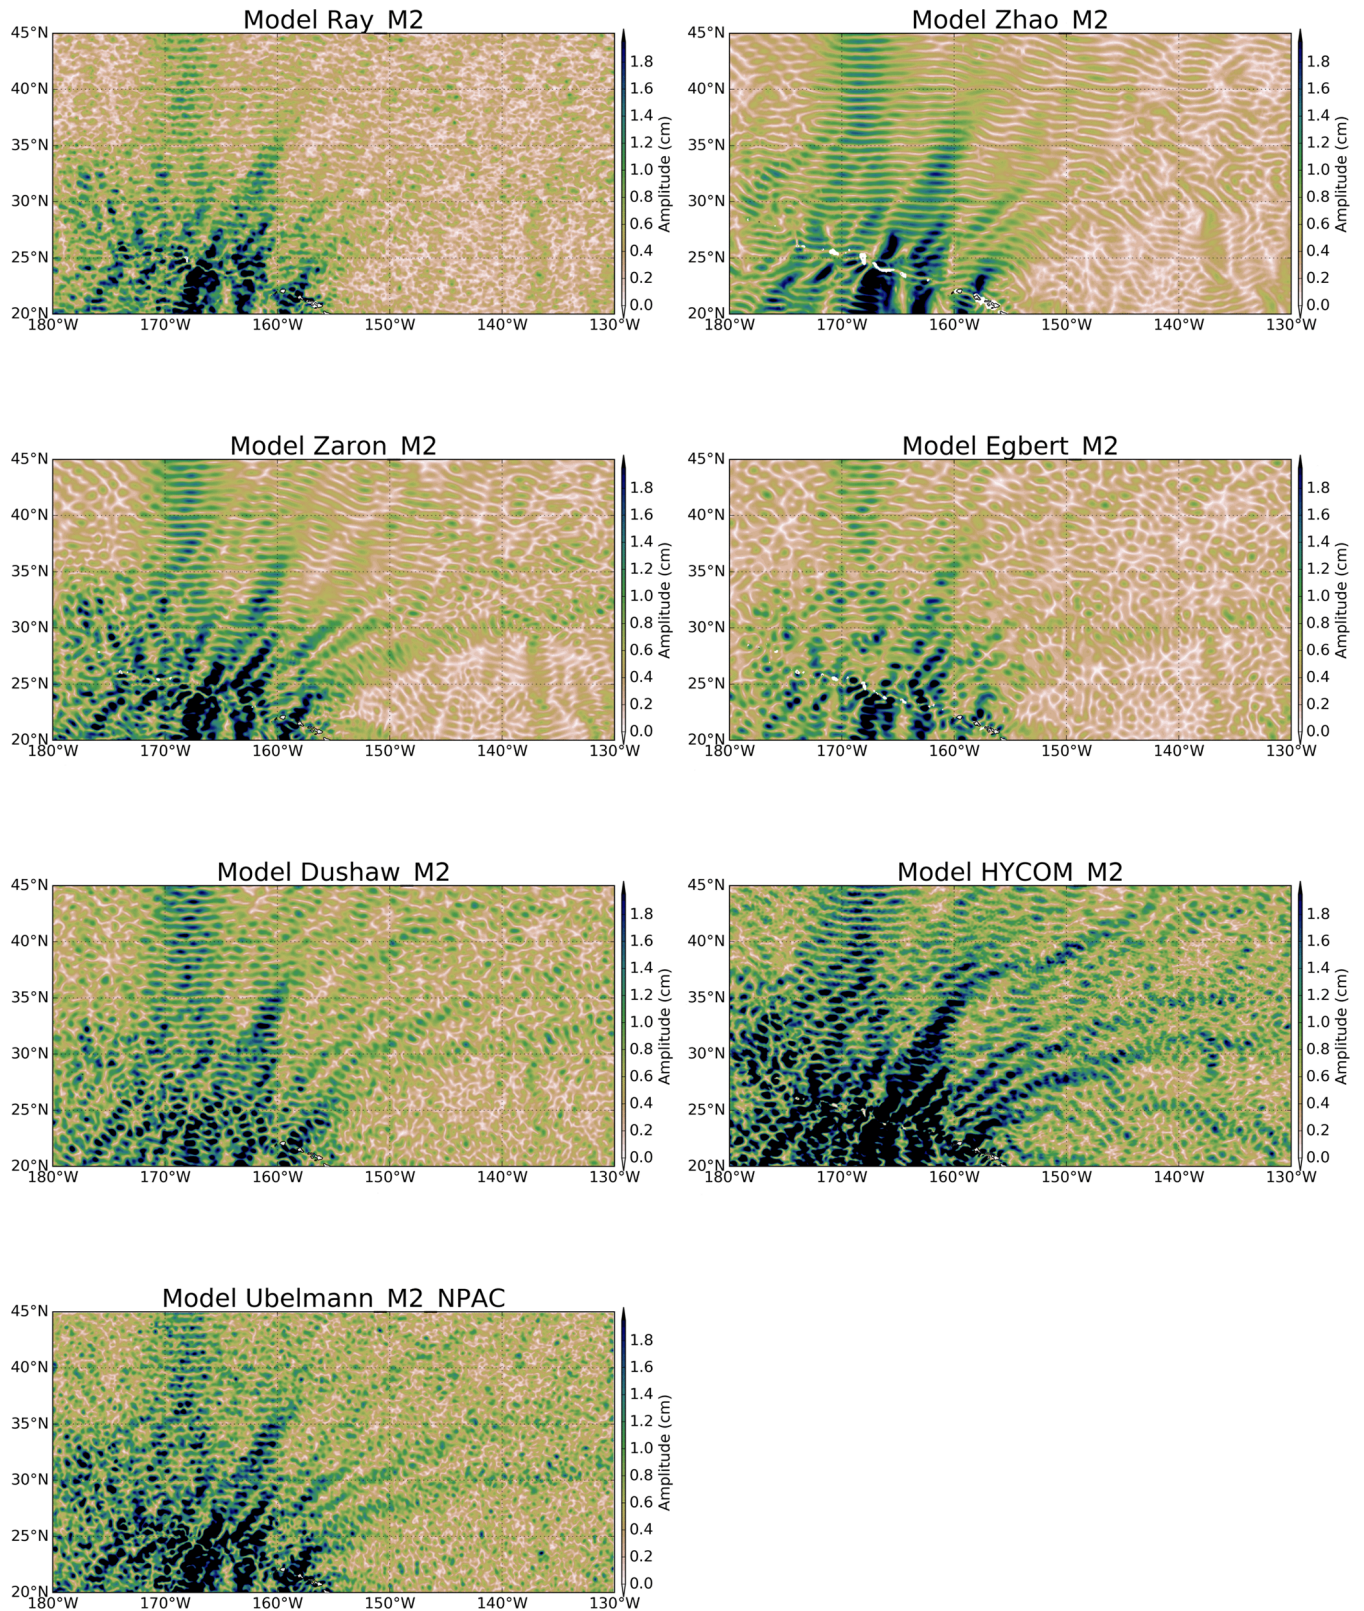 Model Ray_M2
45°N
40°N
35°N
30°N
25°N
20°N
180°W 170°W 160°W 150°W 140°W 130°W
1.8
1.6
1.4
1.2
1.0
0.8
0.6
0.4
0.2
0.0
Amplitude (cm)
Model Zhao_M2
45°N
40°N
35°N
30°N
25°N
20°N
180°W 170°W 160°W 150°W 140°W 130°W
1.8
1.6
1.4
1.2
1.0
0.8
0.6
0.4
0.2
0.0
Amplitude (cm)
Model Zaron_M2
45°N
40°N
35°N
30°N
25°N
20°N
180°W 170°W 160°W 150°W 140°W 130°W
1.8
1.6
1.4
1.2
1.0
0.8
0.6
0.4
0.2
0.0
Amplitude (cm)
Model Egbert_M2
45°N
40°N
35°N
30°N
25°N
20°N
180°W 170°W 160°W 150°W 140°W 130°W
1.8
1.6
1.4
1.2
1.0
0.8
0.6
0.4
0.2
0.0
Amplitude (cm)
Model Dushaw_M2
45°N
40°N
35°N
30°N
25°N
20°N
180°W 170°W 160°W 150°W 140°W 130°W
1.8
1.6
1.4
1.2
1.0
0.8
0.6
0.4
0.2
0.0
Amplitude (cm)
Model HYCOM_M2
45°N
40°N
35°N
30°N
25°N
20°N
180°W 170°W 160°W 150°W 140°W 130°W
1.8
1.6
1.4
1.2
1.0
0.8
0.6
0.4
0.2
0.0
Amplitude (cm)
Model Ubelmann_M2_NPAC
45°N
40°N
35°N
30°N
25°N
20°N
180°W 170°W 160°W 150°W 140°W 130°W
1.8
1.6
1.4
1.2
1.0
0.8
0.6
0.4
0.2
0.0
Amplitude (cm)